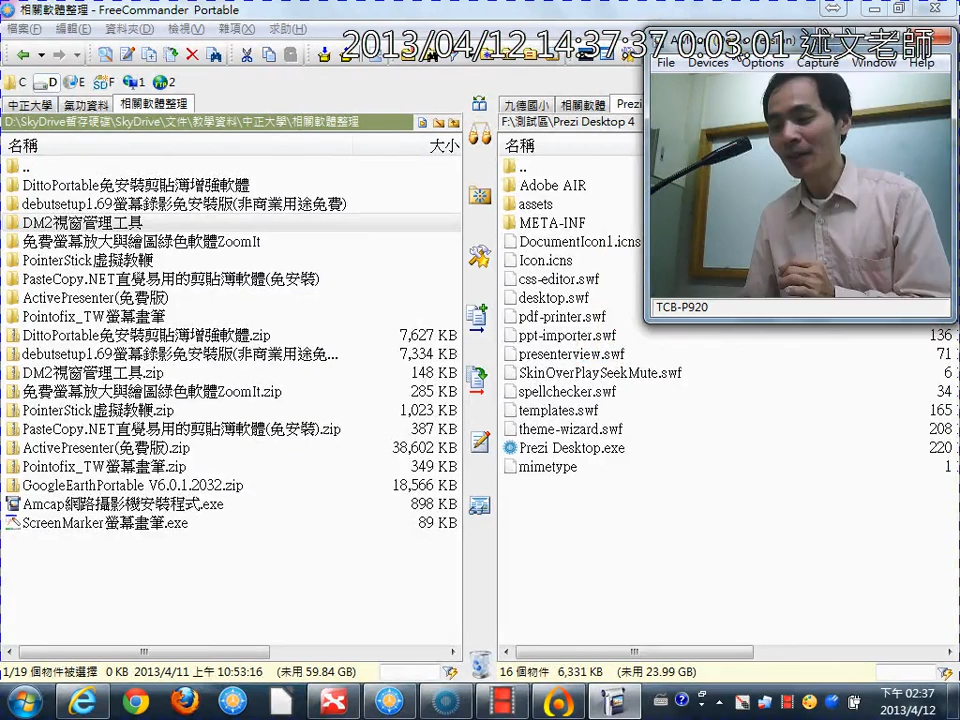 相關軟體整理 - FreeCommander Portable
檔案(F) 編輯(E) 資料夾(D) 檢視(V) 雜項(X) 求助(H)
2013/04/12 14:37:37 0:03:01 述文老師
File Devices Options Capture Window Help
C D E F 1 2
中正大學 氣功資料 相關軟體整理
九德國小 相關軟體 Prezi
D:\SkyDrive暫存硬碟\SkyDrive\文件\教學資料\中正大學\相關軟體整理
F:\測試區\Prezi Desktop 4
名稱 大小
名稱
..
DittoPortable免安裝剪貼簿增強軟體
debutsetup1.69螢幕錄影免安裝版(非商業用途免費)
DM2視窗管理工具
免費螢幕放大與繪圖綠色軟體ZoomIt
PointerStick虛擬教鞭
PasteCopy.NET直覺易用的剪貼簿軟體(免安裝)
ActivePresenter(免費版)
Pointofix_TW螢幕畫筆
DittoPortable免安裝剪貼簿增強軟體.zip 7,627 KB
debutsetup1.69螢幕錄影免安裝版(非商業用途免... 7,334 KB
DM2視窗管理工具.zip 148 KB
免費螢幕放大與繪圖綠色軟體ZoomIt.zip 285 KB
PointerStick虛擬教鞭.zip 1,023 KB
PasteCopy.NET直覺易用的剪貼簿軟體(免安裝).zip 387 KB
ActivePresenter(免費版).zip 38,602 KB
Pointofix_TW螢幕畫筆.zip 349 KB
GoogleEarthPortable V6.0.1.2032.zip 18,566 KB
Amcap網路攝影機安裝程式.exe 898 KB
ScreenMarker螢幕畫筆.exe 89 KB
..
Adobe AIR
assets
META-INF
DocumentIcon1.icns
Icon.icns
css-editor.swf
desktop.swf
pdf-printer.swf
ppt-importer.swf 136
presenterview.swf 71
SkinOverPlaySeekMute.swf 6
spellchecker.swf 34
templates.swf 165
theme-wizard.swf 208
Prezi Desktop.exe 220
mimetype 1
TCB-P920
1/19 個物件被選擇 0 KB 2013/4/11 上午 10:53:16 (未用 59.84 GB)
16 個物件 6,331 KB (未用 23.99 GB)
下午 02:37
2013/4/12